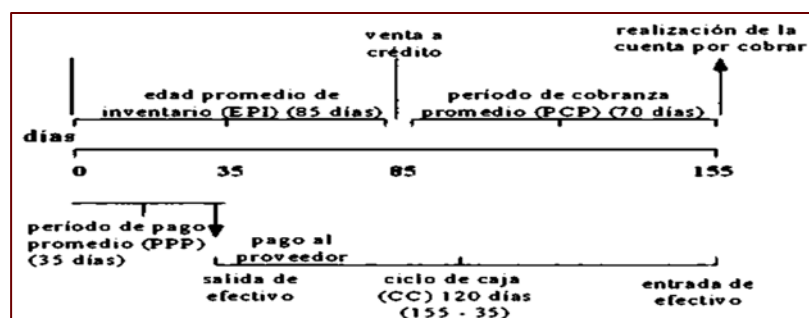 venta a
crédito
realización de la
cuenta por cobrar
edad promedio de
inventario (EPI) (85 días)
período de cobranza
promedio (PCP) (70 días)
días
0 35 85 155
período de pago
promedio (PPP)
(35 días)
pago al
proveedor
salida de
efectivo
ciclo de caja
(CC) 120 días
(155 - 35)
entrada de
efectivo